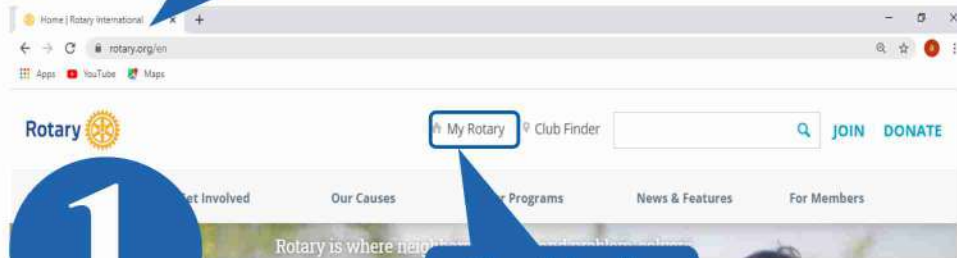 Home | Rotary International
rotary.org/en
Apps YouTube Maps
Rotary
My Rotary Club Finder JOIN DONATE
1
et Involved Our Causes r Programs News & Features For Members
Rotary is where